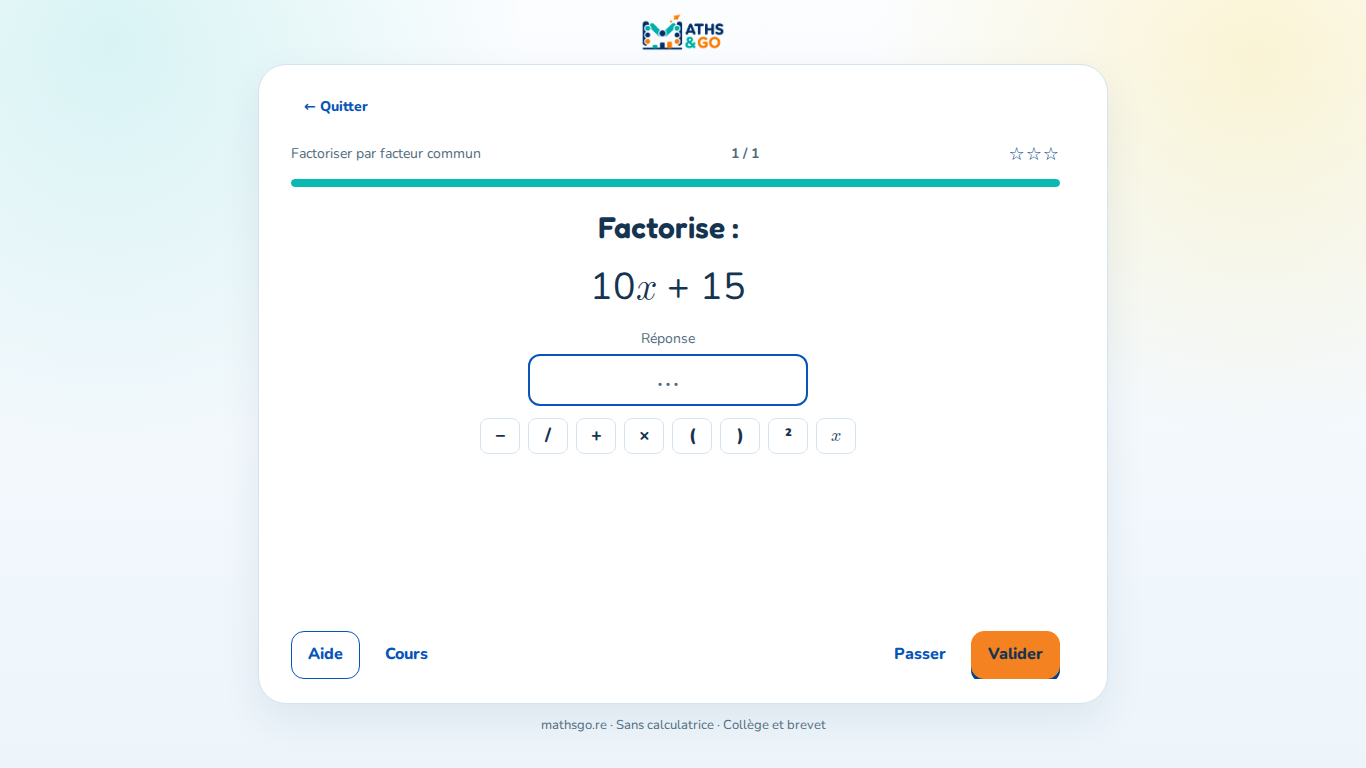 MATHS
&GO
← Quitter
Factoriser par facteur commun 1 / 1 ☆☆☆
Factorise :
10x + 15
Réponse
...
− / + × ( ) ² x
Aide Cours Passer Valider
mathsgo.re · Sans calculatrice · Collège et brevet